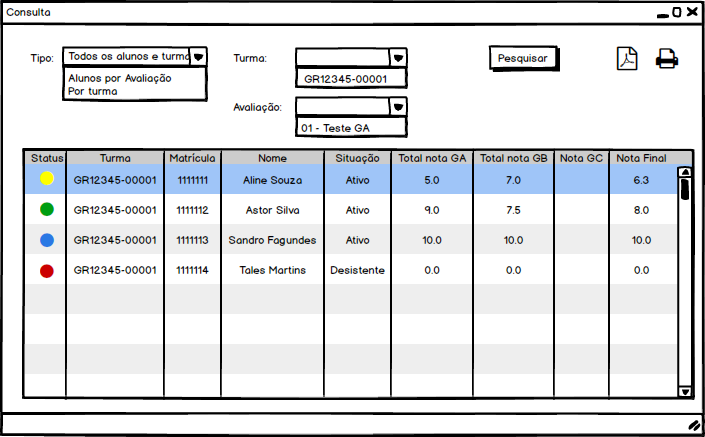 Consulta
Tipo: Todos os alunos e turma Turma: Pesquisar
Alunos por Avaliação GR12345-00001
Por turma
Avaliação:
01 - Teste GA
Status Turma Matrícula Nome Situação Total nota GA Total nota GB Nota GC Nota Final
GR12345-00001 1111111 Aline Souza Ativo 5.0 7.0 6.3
GR12345-00001 1111112 Astor Silva Ativo 9.0 7.5 8.0
GR12345-00001 1111113 Sandro Fagundes Ativo 10.0 10.0 10.0
GR12345-00001 1111114 Tales Martins Desistente 0.0 0.0 0.0